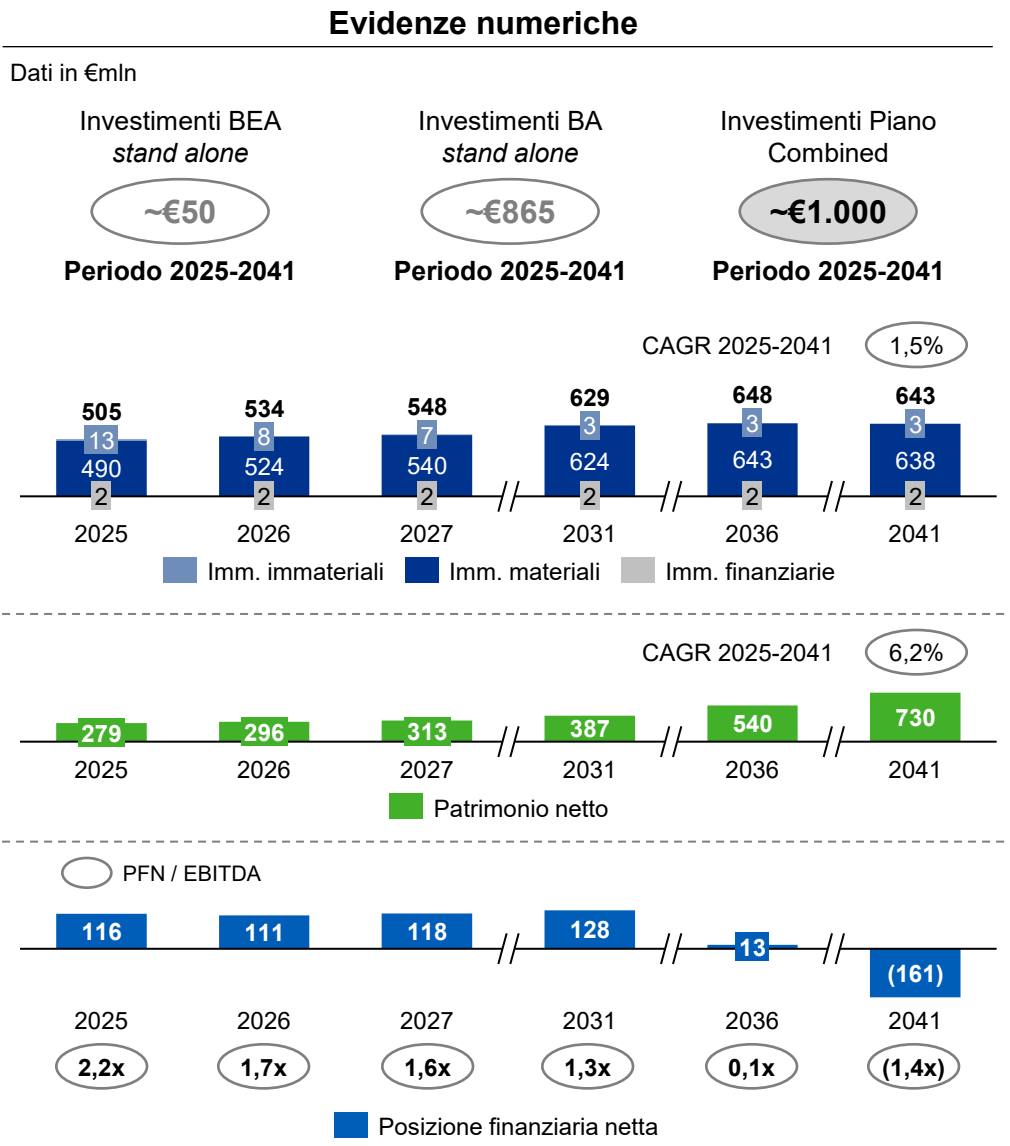 Evidenze numeriche
Dati in €mln
Investimenti BEA
stand alone
~€50
Periodo 2025-2041
Investimenti BA
stand alone
~€865
Periodo 2025-2041
Investimenti Piano
Combined
~€1.000
Periodo 2025-2041
CAGR 2025-2041 1,5%
505 534 548 629 648 643
13 8 7 3 3 3
490 524 540 624 643 638
2 2 2 2 2 2
2025 2026 2027 2031 2036 2041
Imm. immateriali Imm. materiali Imm. finanziarie
CAGR 2025-2041 6,2%
279 296 313 387 540 730
2025 2026 2027 2031 2036 2041
Patrimonio netto
PFN / EBITDA
116 111 118 128 13 (161)
2025 2026 2027 2031 2036 2041
2,2x 1,7x 1,6x 1,3x 0,1x (1,4x)
Posizione finanziaria netta